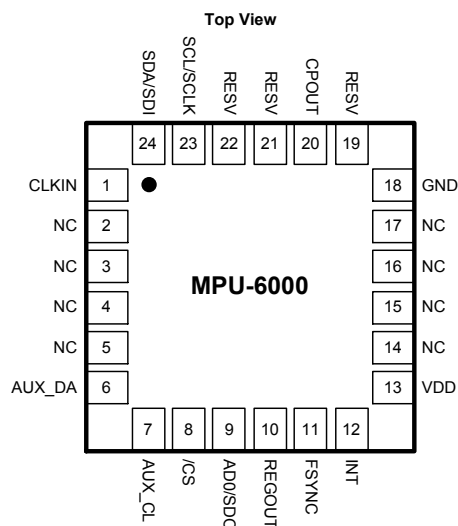 Top View
SDA/SDI
SCL/SCLK
RESV
RESV
CPOUT
RESV
24 23 22 21 20 19
CLKIN 1 18 GND
NC 2 17 NC
NC 3 16 NC
MPU-6000
NC 4 15 NC
NC 5 14 NC
AUX_DA 6 13 VDD
7 8 9 10 11 12
AUX_CL
/CS
AD0/SDO
REGOUT
FSYNC
INT